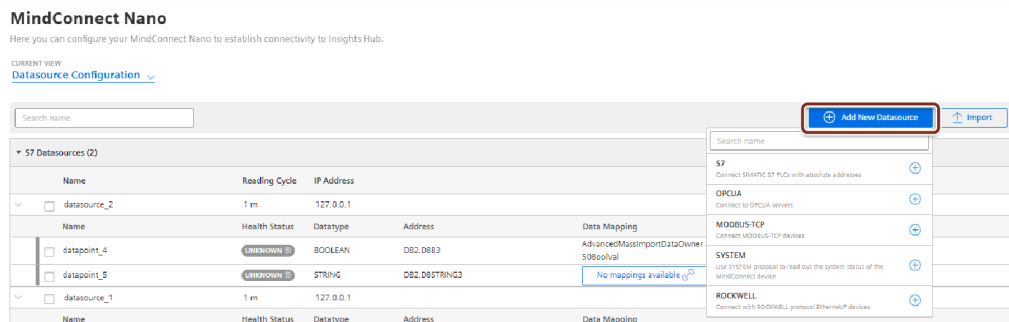 MindConnect Nano
Here you can configure your MindConnect Nano to establish connectivity to Insights Hub.
CURRENT VIEW
Datasource Configuration
Search name
Add New Datasource
Import
Search name
S7 Datasources (2)
S7
Connect SIMATIC S7 PLCs with absolute addresses
Name Reading Cycle IP Address
OPCUA
Connect to OPCUA servers
datasource_2 1 m 127.0.0.1
Name Health Status Datatype Address Data Mapping
MODBUS-TCP
Connect MODBUS-TCP devices
datapoint_4 UNKNOWN BOOLEAN DB2.DBB3 AdvancedMassImportDataOwner
50BoolVal
SYSTEM
Use SYSTEM protocol to read out the system status of the
MindConnect device
datapoint_5 UNKNOWN STRING DB2.DBSTRING3 No mappings available
datasource_1 1 m 127.0.0.1
ROCKWELL
Connect with ROCKWELL protocol EthernetIP devices
Name Health Status Datatype Address Data Mapping